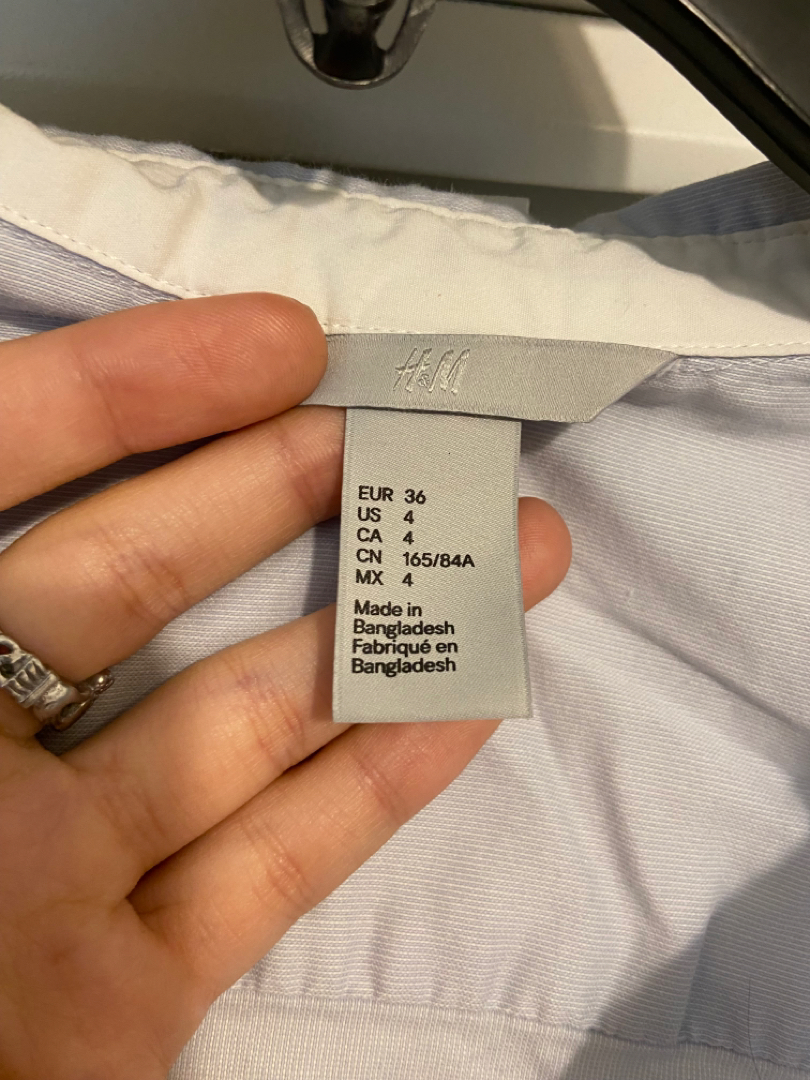 H&M
EUR 36
US 4
CA 4
CN 165/84A
MX 4
Made in
Bangladesh
Fabriqué en
Bangladesh